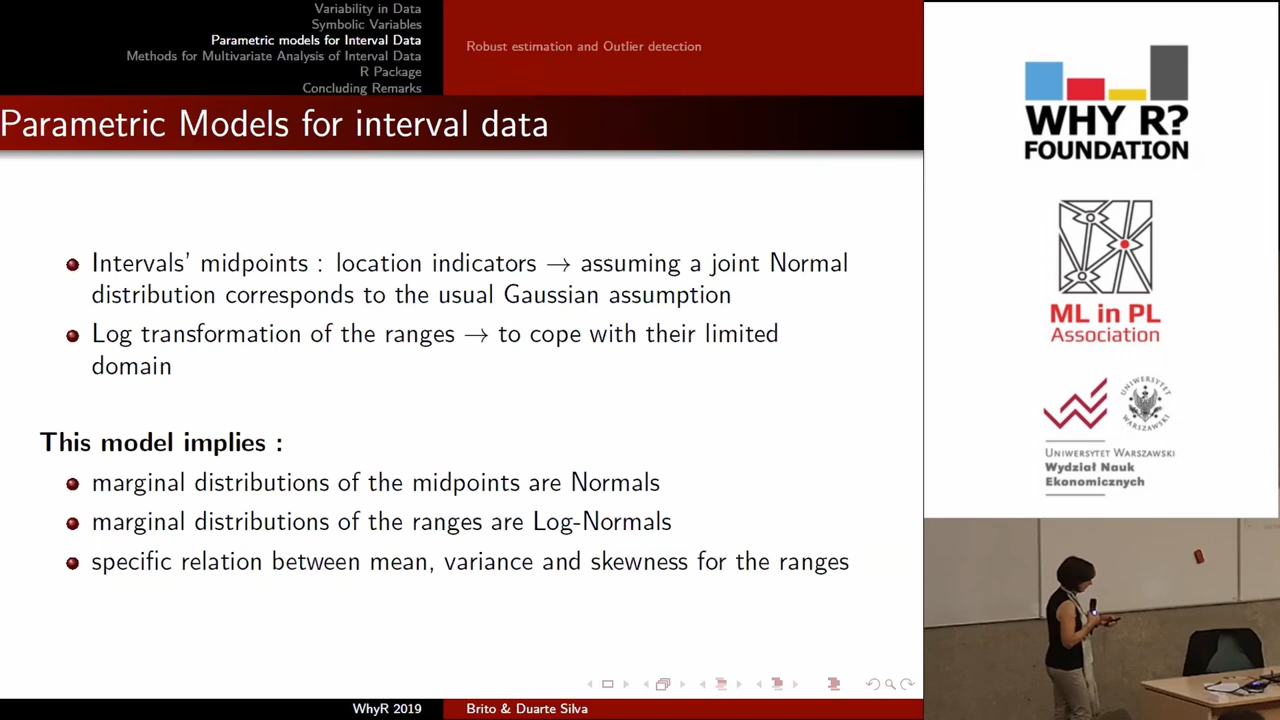 Variability in Data
Symbolic Variables
Parametric models for Interval Data
Methods for Multivariate Analysis of Interval Data
R Package
Concluding Remarks
Robust estimation and Outlier detection
Parametric Models for interval data
Intervals' midpoints : location indicators → assuming a joint Normal
distribution corresponds to the usual Gaussian assumption
Log transformation of the ranges → to cope with their limited
domain
This model implies :
marginal distributions of the midpoints are Normals
marginal distributions of the ranges are Log-Normals
specific relation between mean, variance and skewness for the ranges
WhyR 2019
Brito & Duarte Silva
WHY R?
FOUNDATION
ML in PL
Association
UNIWERSYTET
WARSZAWSKI
UNIWERSYTET WARSZAWSKI
Wydział Nauk
Ekonomicznych